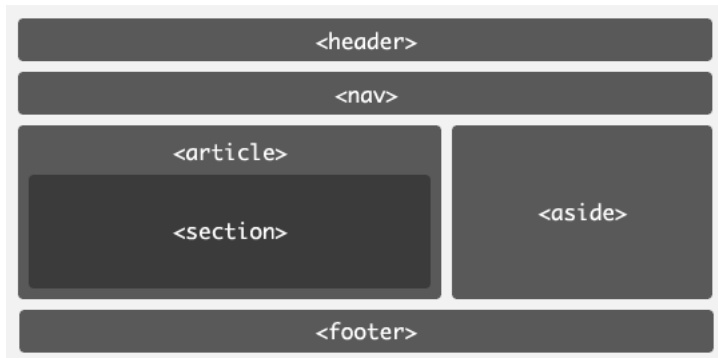 <header>
<nav>
<article>
<section>
<aside>
<footer>